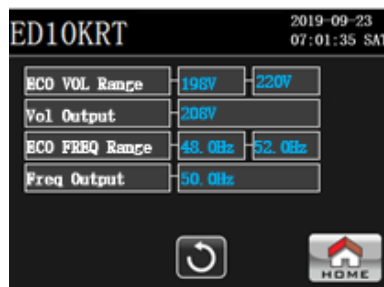 ED10KRT
2019-09-23
07:01:35 SAT
ECO VOL Range 198V 220V
Vol Output 208V
ECO FREQ Range 48.0Hz 52.0Hz
Freq Output 50.0Hz
HOME